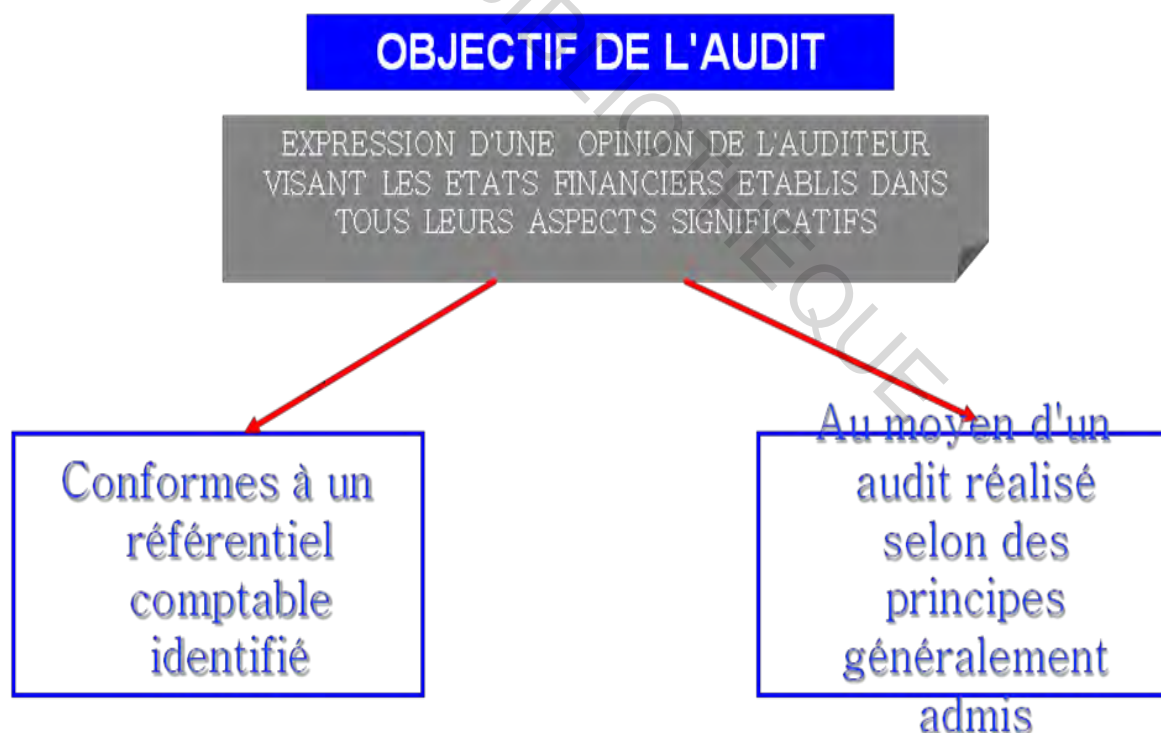 OBJECTIF DE L'AUDIT
EXPRESSION D'UNE OPINION DE L'AUDITEUR
VISANT LES ETATS FINANCIERS ETABLIS DANS
TOUS LEURS ASPECTS SIGNIFICATIFS
Conformes à un
référentiel
comptable
identifié
Au moyen d'un
audit réalisé
selon des
principes
généralement
admis
BIBLIOTHEQUE